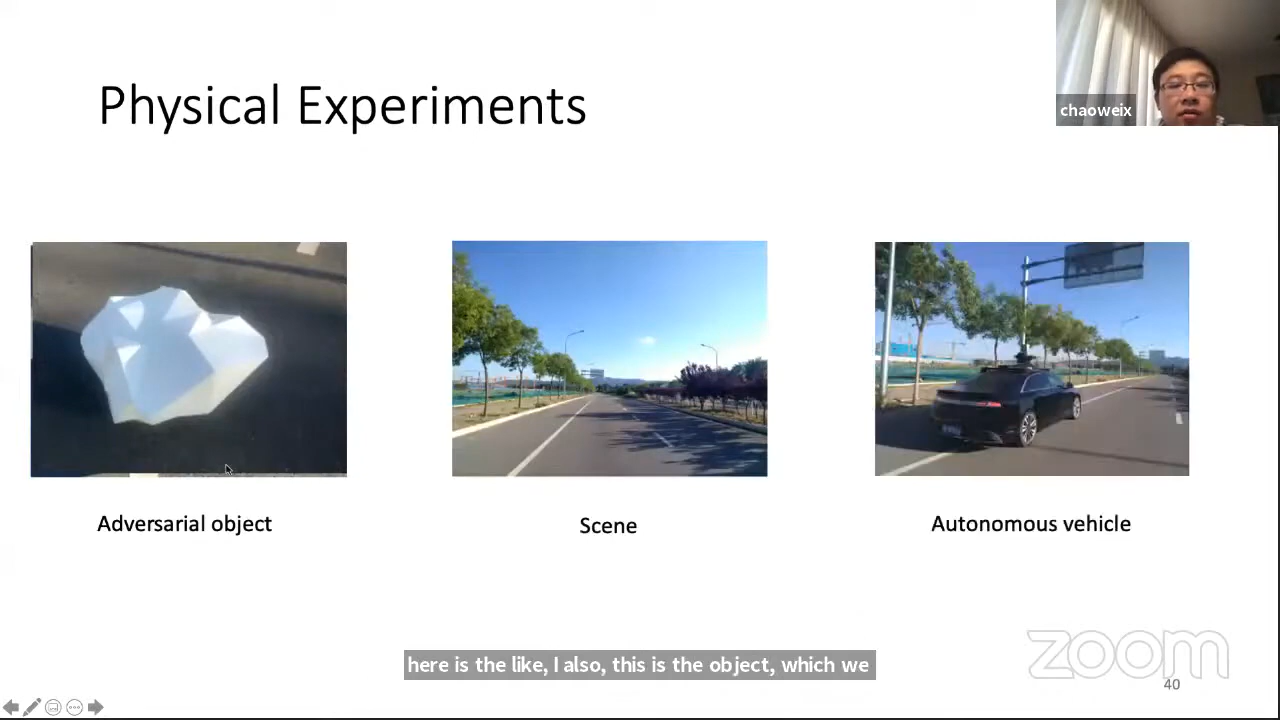 Physical Experiments
chaoweix
Adversarial object
Scene
Autonomous vehicle
here is the like, I also, this is the object, which we
zoom
40